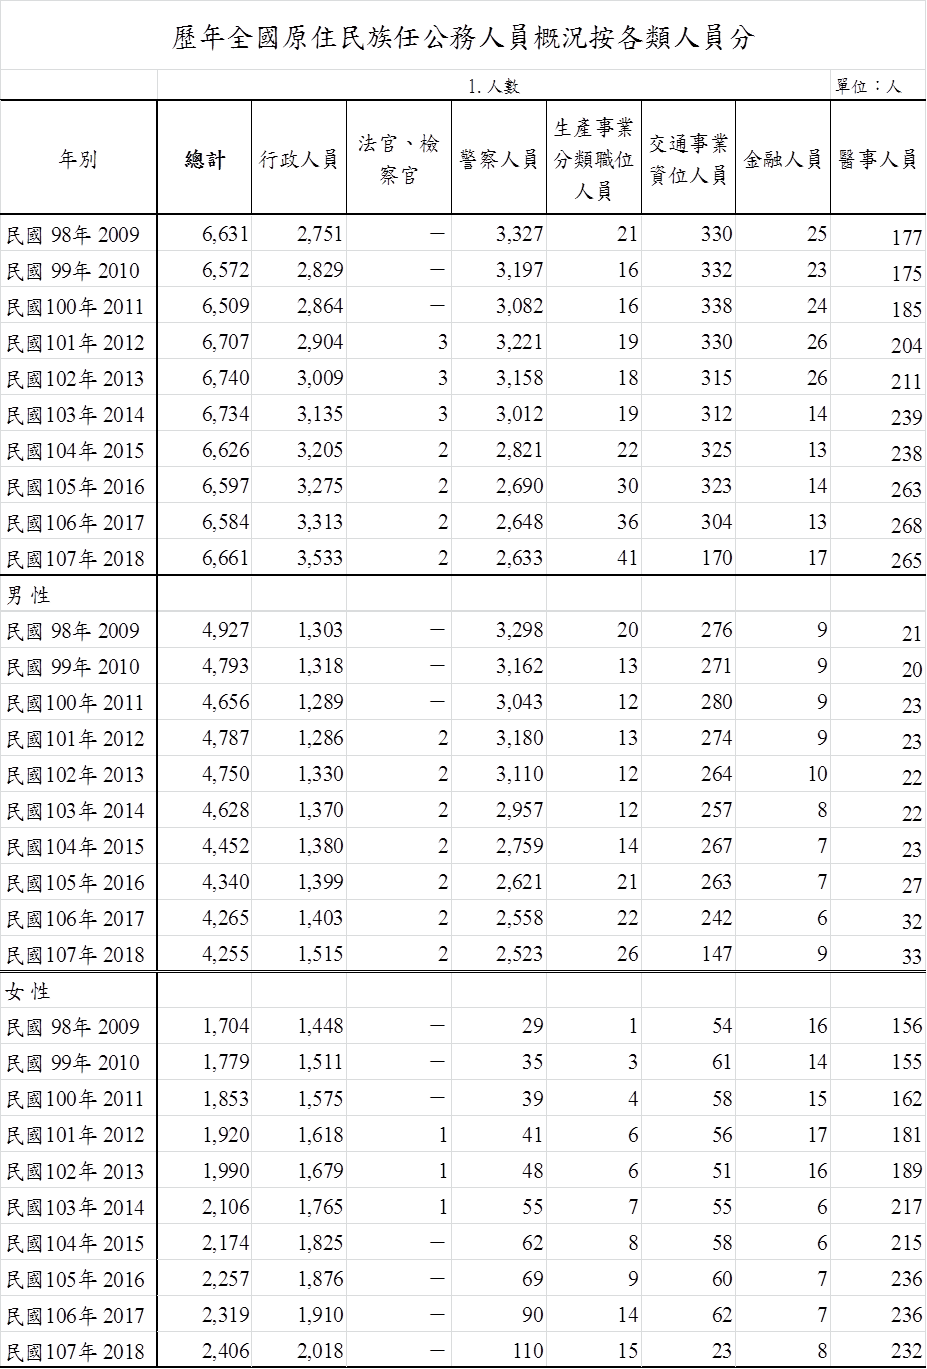 歷年全國原住民族任公務人員概況按各類人員分
1.人數 單位：人
年別 總計 行政人員 法官、檢察官 警察人員 生產事業分類職位人員 交通事業資位人員 金融人員 醫事人員
民國 98年 2009 6,631 2,751 － 3,327 21 330 25 177
民國 99年 2010 6,572 2,829 － 3,197 16 332 23 175
民國100年 2011 6,509 2,864 － 3,082 16 338 24 185
民國101年 2012 6,707 2,904 3 3,221 19 330 26 204
民國102年 2013 6,740 3,009 3 3,158 18 315 26 211
民國103年 2014 6,734 3,135 3 3,012 19 312 14 239
民國104年 2015 6,626 3,205 2 2,821 22 325 13 238
民國105年 2016 6,597 3,275 2 2,690 30 323 14 263
民國106年 2017 6,584 3,313 2 2,648 36 304 13 268
民國107年 2018 6,661 3,533 2 2,633 41 170 17 265
男性
民國 98年 2009 4,927 1,303 － 3,298 20 276 9 21
民國 99年 2010 4,793 1,318 － 3,162 13 271 9 20
民國100年 2011 4,656 1,289 － 3,043 12 280 9 23
民國101年 2012 4,787 1,286 2 3,180 13 274 9 23
民國102年 2013 4,750 1,330 2 3,110 12 264 10 22
民國103年 2014 4,628 1,370 2 2,957 12 257 8 22
民國104年 2015 4,452 1,380 2 2,759 14 267 7 23
民國105年 2016 4,340 1,399 2 2,621 21 263 7 27
民國106年 2017 4,265 1,403 2 2,558 22 242 6 32
民國107年 2018 4,255 1,515 2 2,523 26 147 9 33
女性
民國 98年 2009 1,704 1,448 － 29 1 54 16 156
民國 99年 2010 1,779 1,511 － 35 3 61 14 155
民國100年 2011 1,853 1,575 － 39 4 58 15 162
民國101年 2012 1,920 1,618 1 41 6 56 17 181
民國102年 2013 1,990 1,679 1 48 6 51 16 189
民國103年 2014 2,106 1,765 1 55 7 55 6 217
民國104年 2015 2,174 1,825 － 62 8 58 6 215
民國105年 2016 2,257 1,876 － 69 9 60 7 236
民國106年 2017 2,319 1,910 － 90 14 62 7 236
民國107年 2018 2,406 2,018 － 110 15 23 8 232